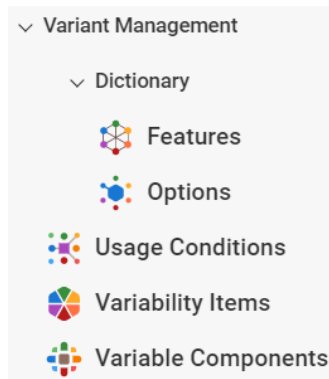 Variant Management
Dictionary
Features
Options
Usage Conditions
Variability Items
Variable Components